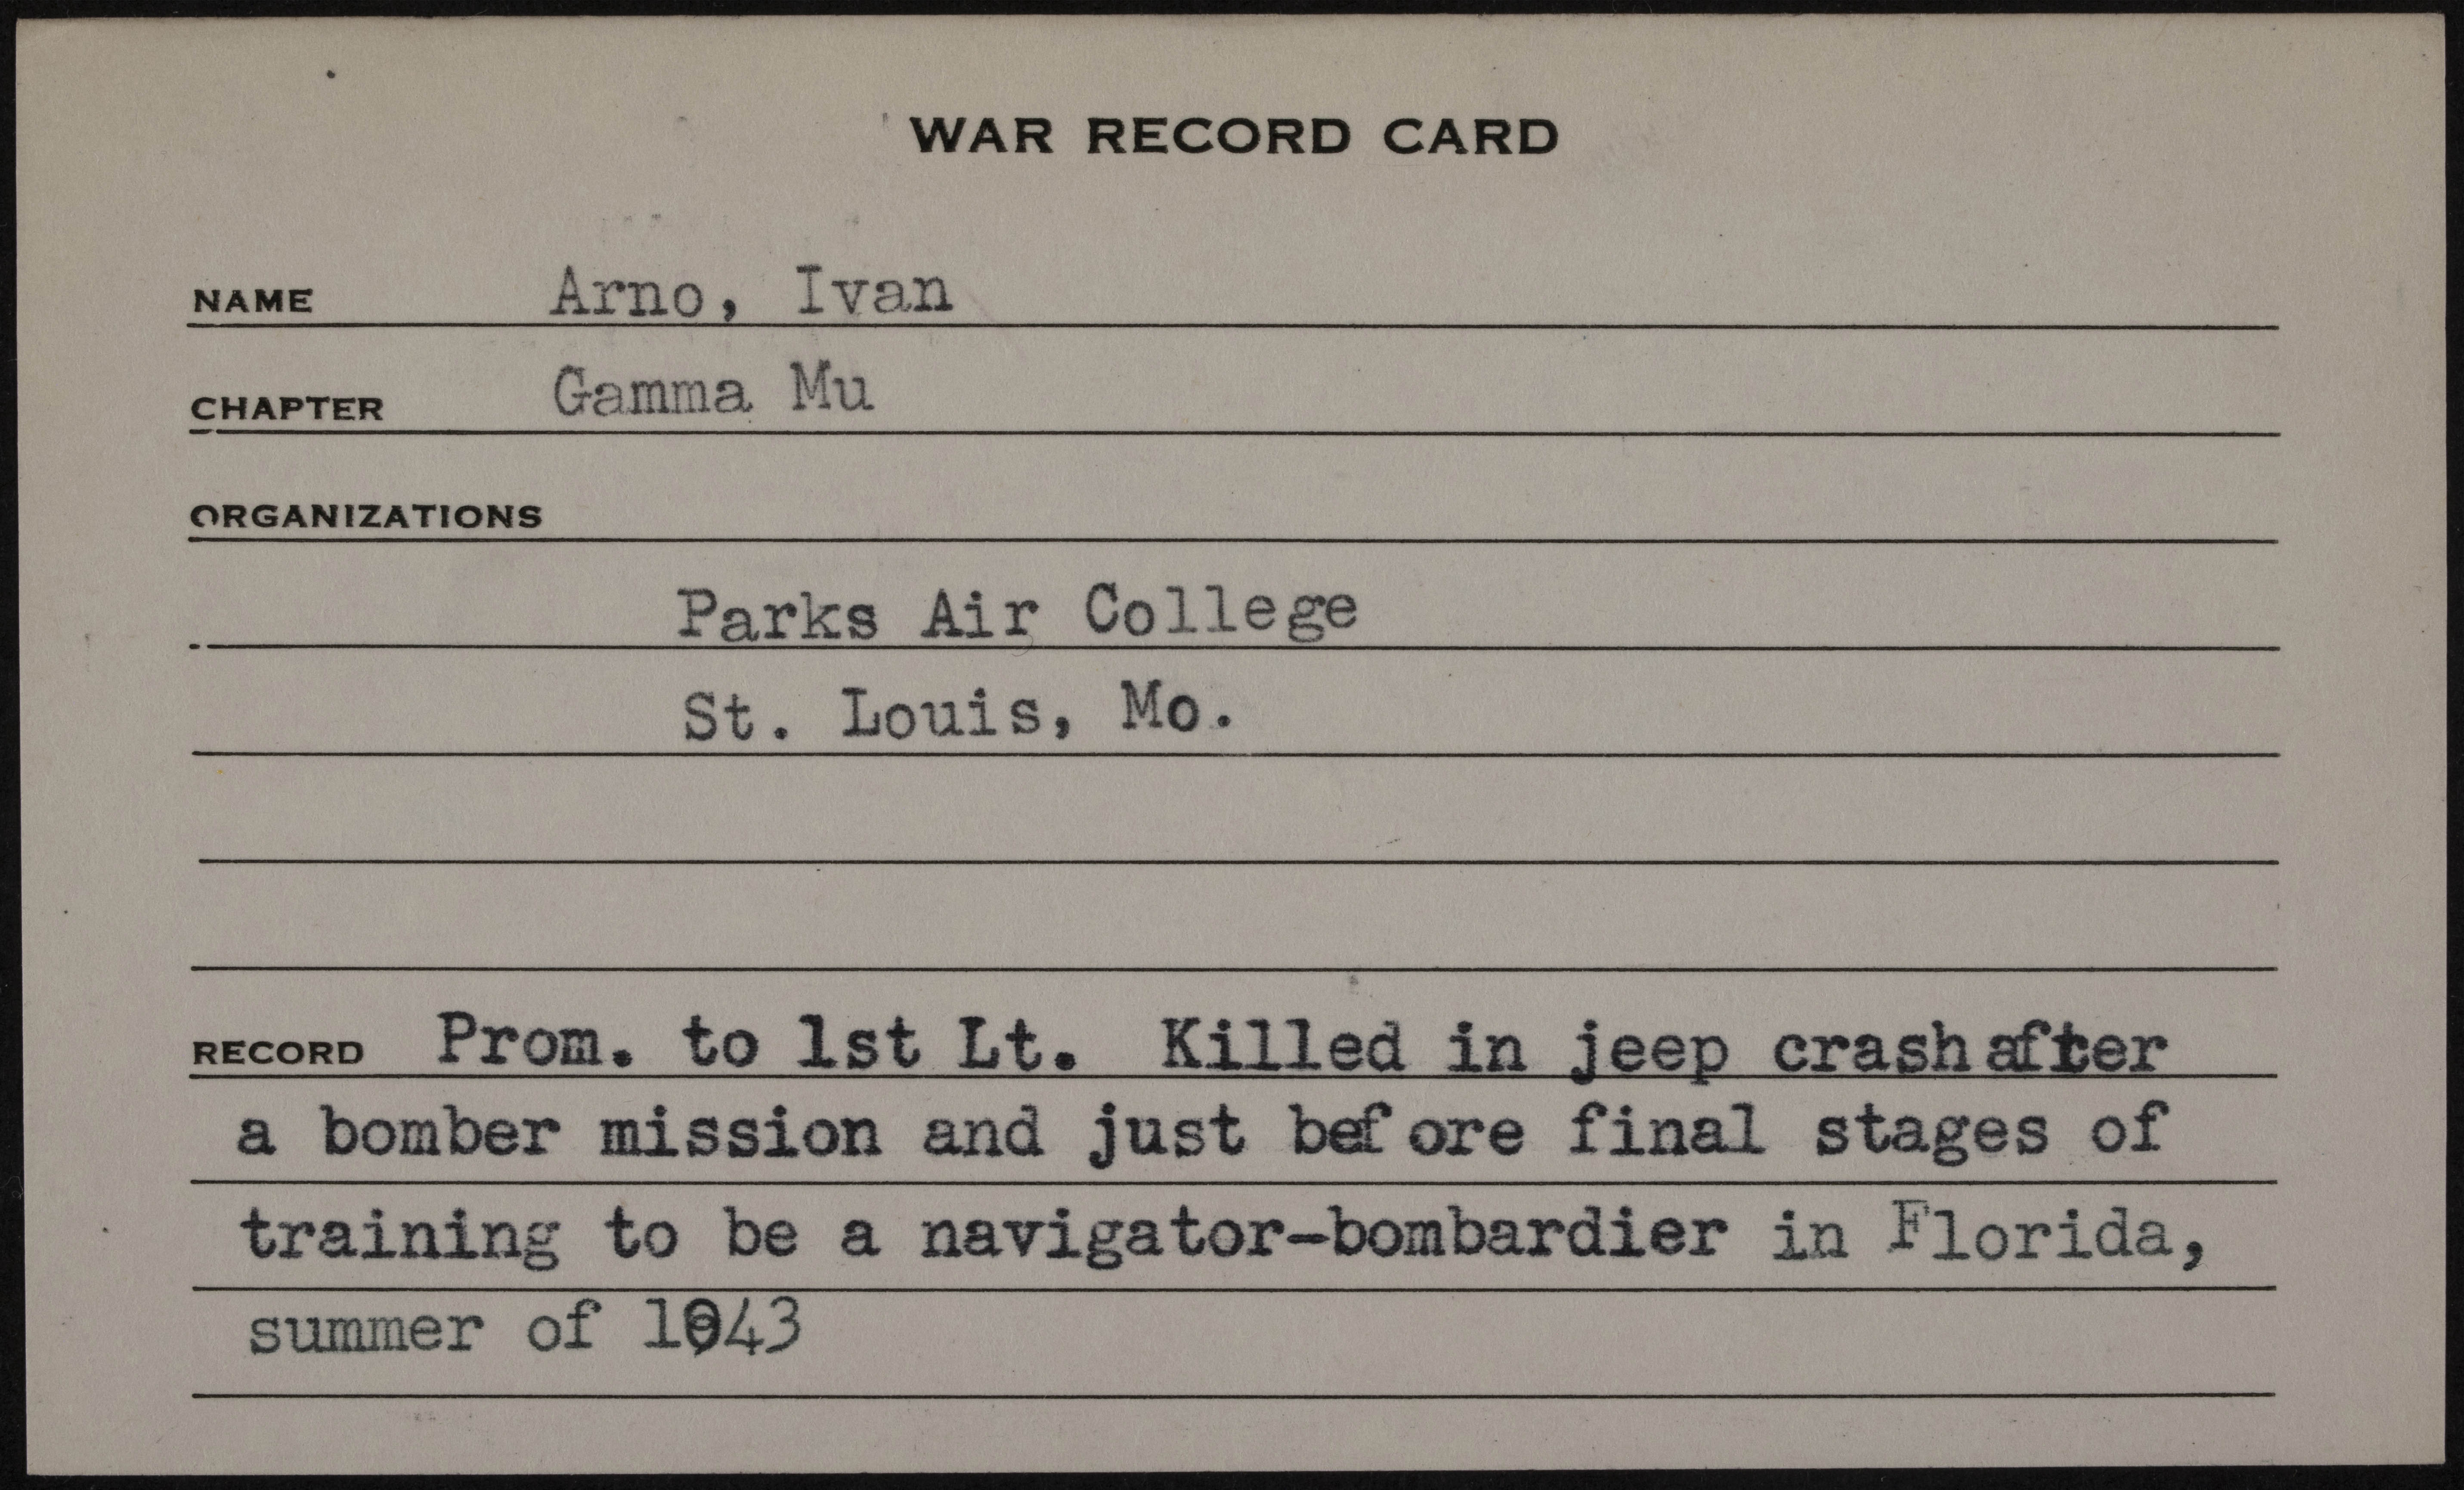 WAR RECORD CARD
NAME Arno, Ivan
CHAPTER Gamma Mu
ORGANIZATIONS
Parks Air College
St. Louis, Mo.
RECORD Prom. to 1st Lt. Killed in jeep crash after
a bomber mission and just before final stages of
training to be a navigator-bombardier in Florida,
summer of 1943